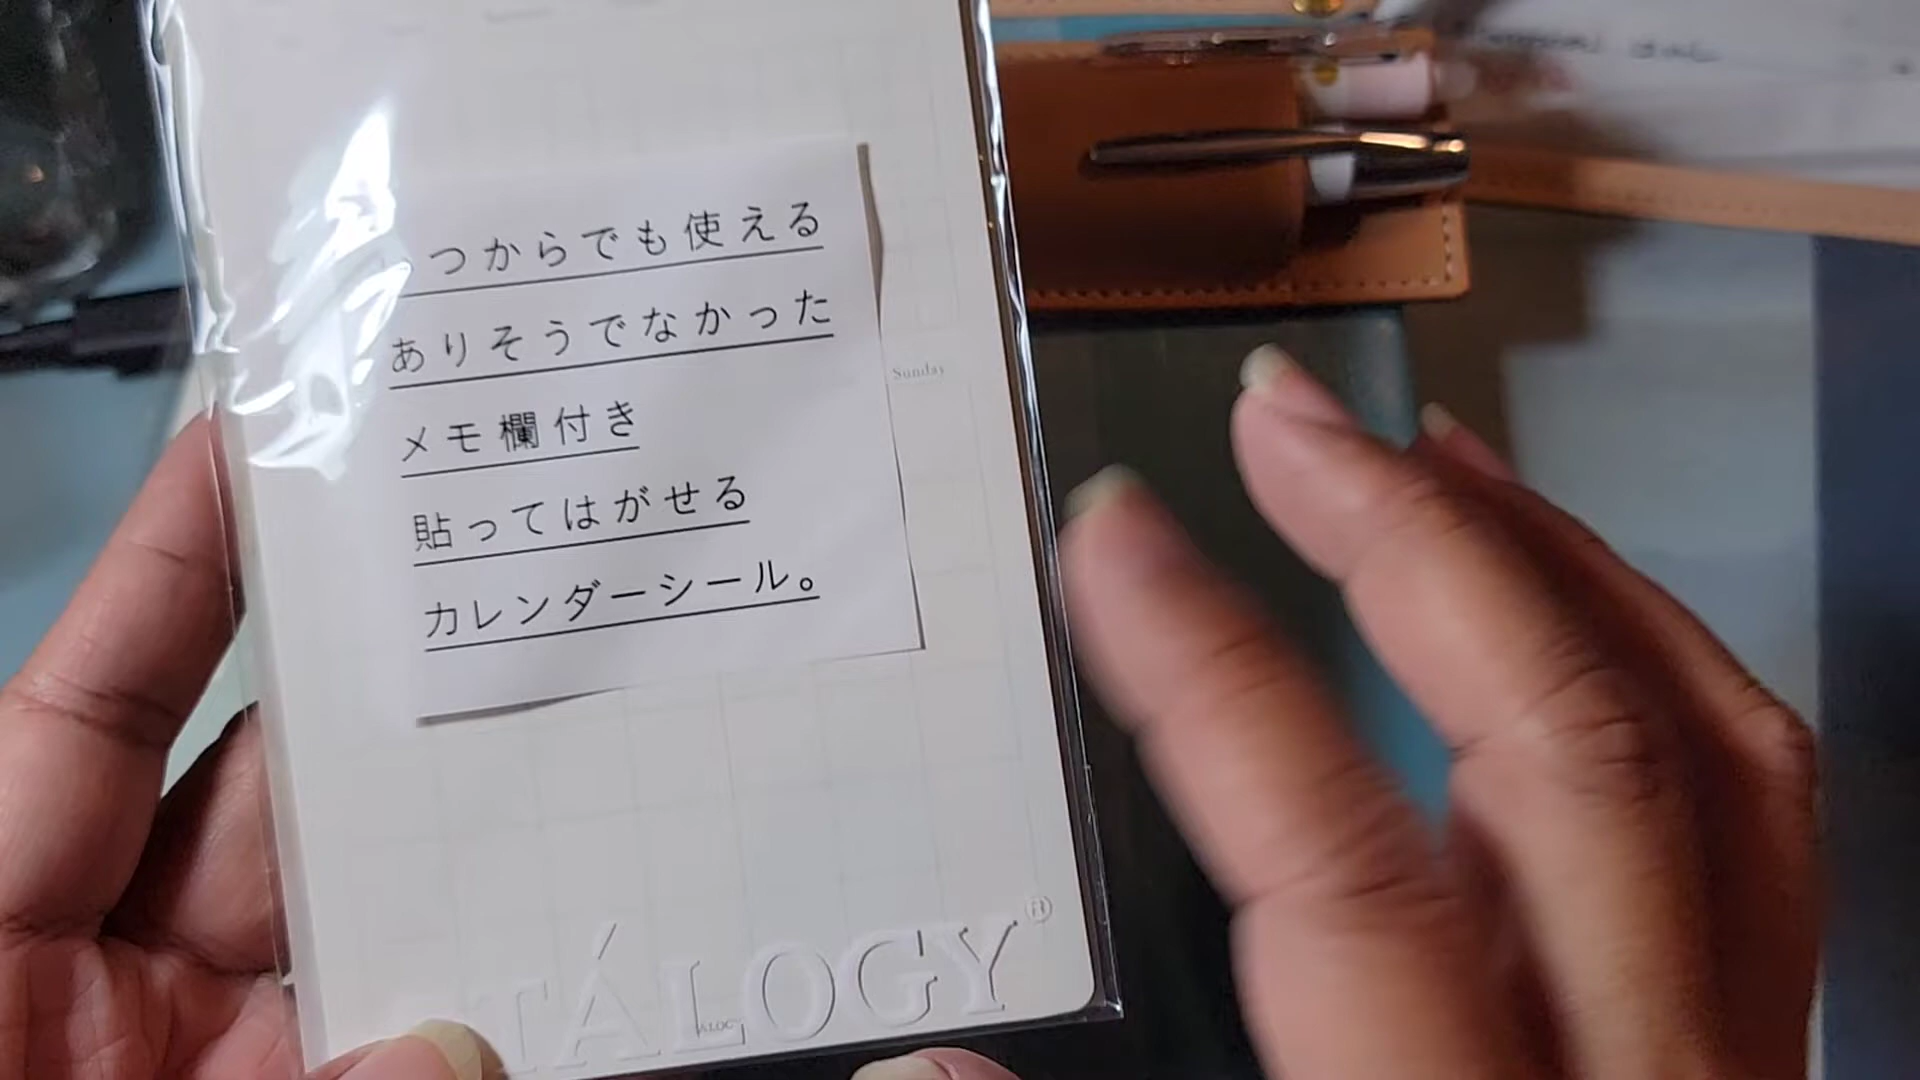 つからでも使える
ありそうでなかった
メモ欄付き
貼ってはがせる
カレンダーシール。
Sunday
TÁLOGY®